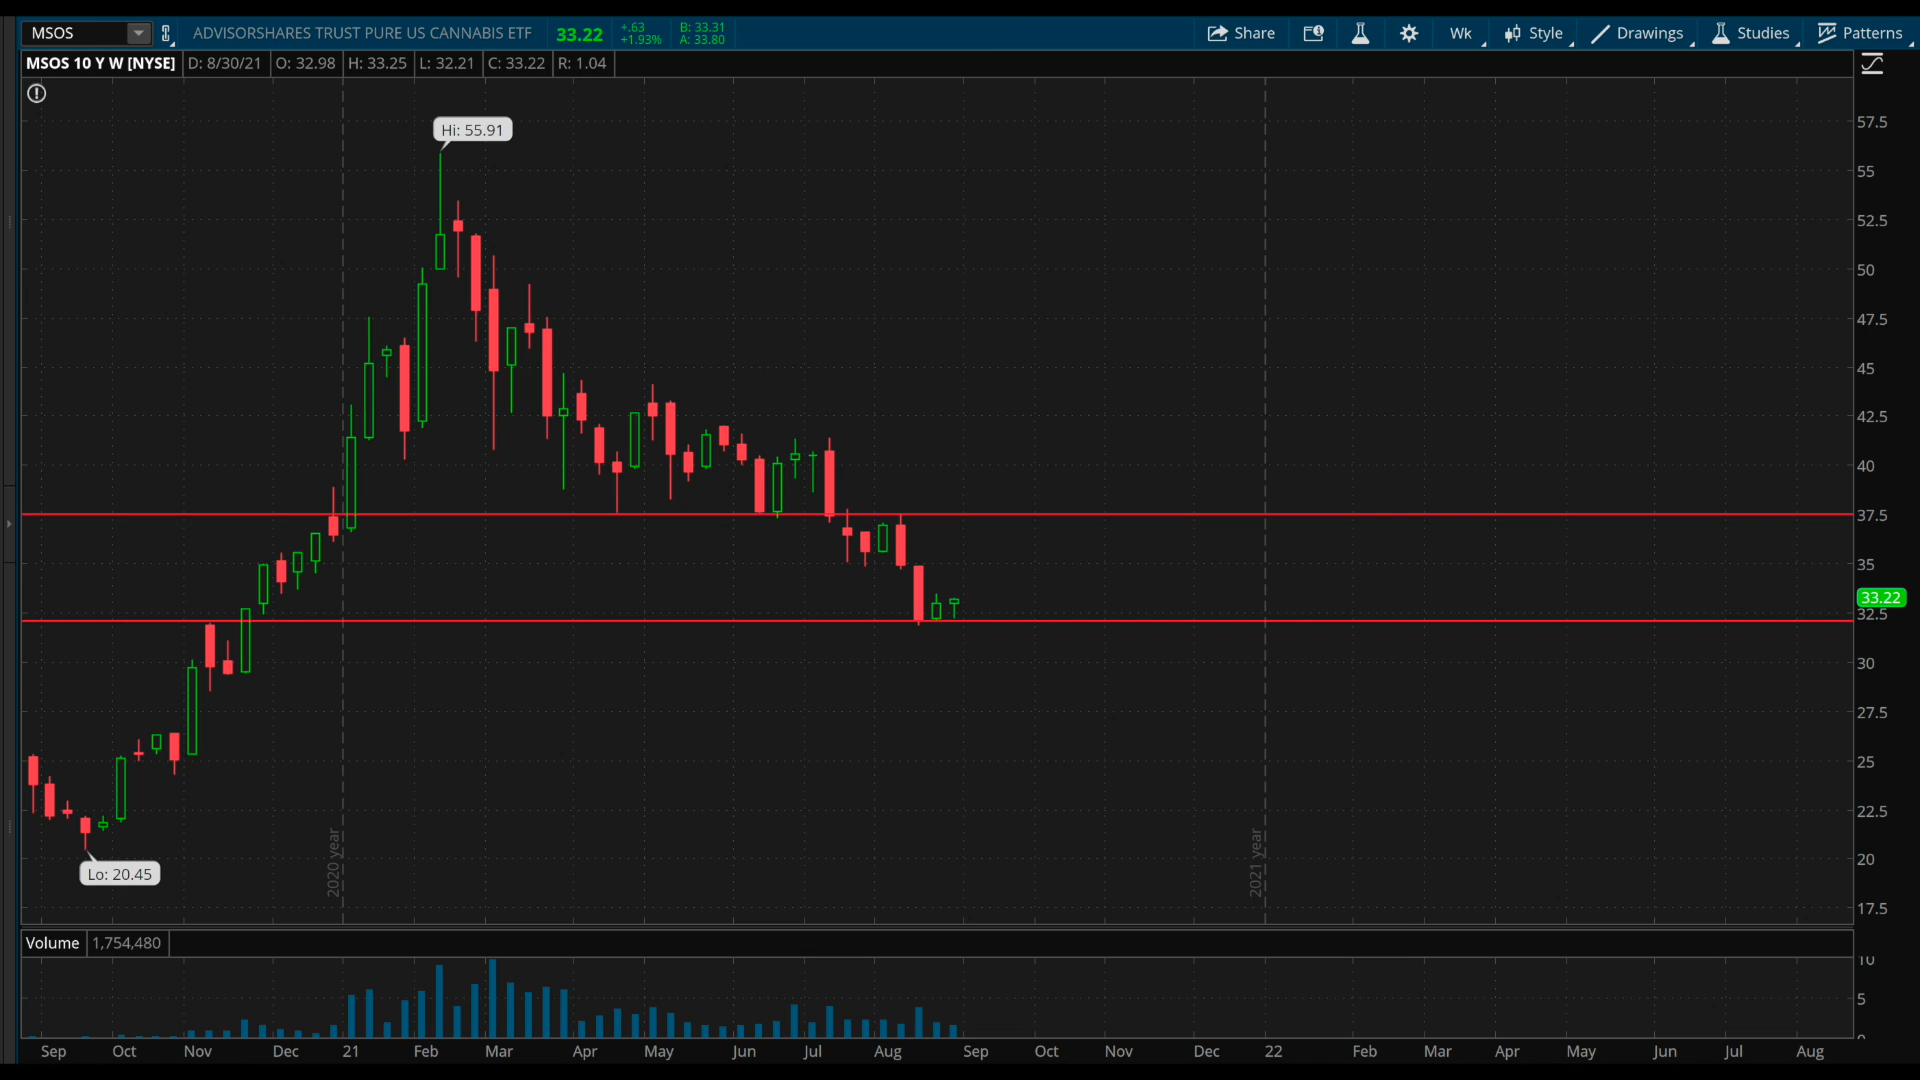 MSOS ADVISORSHARES TRUST PURE US CANNABIS ETF 33.22 +.63 B: 33.31
+1.93% A: 33.80
Share Wk Style Drawings Studies Patterns
MSOS 10 Y W [NYSE] D: 8/30/21 O: 32.98 H: 33.25 L: 32.21 C: 33.22 R: 1.04
Hi: 55.91
57.5
55
52.5
50
47.5
45
42.5
40
37.5
35
33.22
32.5
30
27.5
25
22.5
20
17.5
Lo: 20.45
2020 year
2021 year
Volume 1,754,480
10
5
0
Sep Oct Nov Dec 21 Feb Mar Apr May Jun Jul Aug Sep Oct Nov Dec 22 Feb Mar Apr May Jun Jul Aug